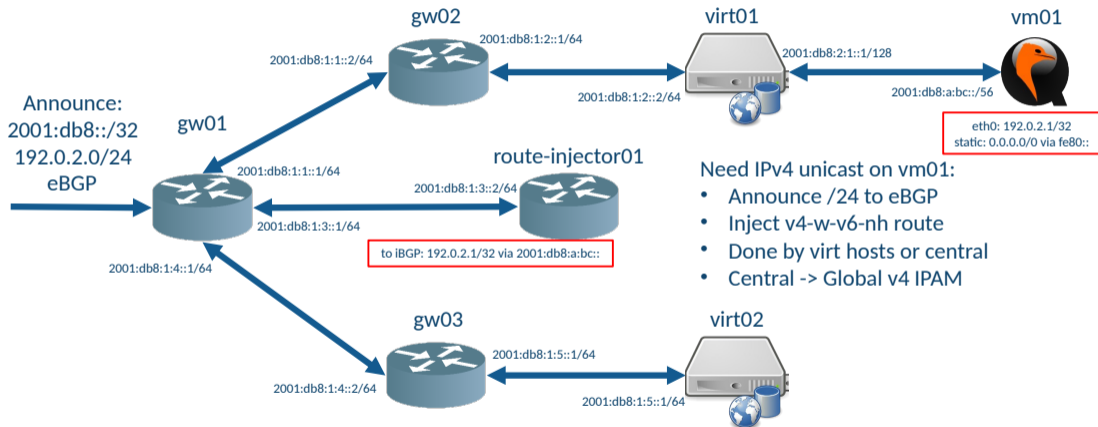 gw02
virt01
vm01
2001:db8:1:2::1/64
2001:db8:1:1::2/64
2001:db8:2:1::1/128
2001:db8:1:2::2/64
2001:db8:a:bc::/56
Announce:
2001:db8::/32
192.0.2.0/24
eBGP
gw01
eth0: 192.0.2.1/32
static: 0.0.0.0/0 via fe80::
route-injector01
2001:db8:1:1::1/64
2001:db8:1:3::2/64
2001:db8:1:3::1/64
to iBGP: 192.0.2.1/32 via 2001:db8:a:bc::
2001:db8:1:4::1/64
Need IPv4 unicast on vm01:
• Announce /24 to eBGP
• Inject v4-w-v6-nh route
• Done by virt hosts or central
• Central -> Global v4 IPAM
gw03
virt02
2001:db8:1:5::1/64
2001:db8:1:4::2/64
2001:db8:1:5::1/64